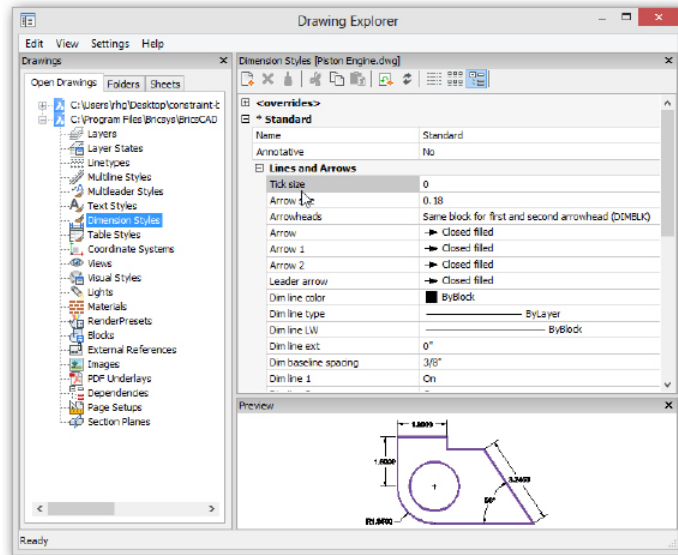 Drawing Explorer
Edit View Settings Help
Drawings
Open Drawings Folders Sheets
C:\Users\rhg\Desktop\constraint-b
C:\Program Files\Bricsys\BricsCAD
Layers
Layer States
Linetypes
Multiline Styles
Multileader Styles
Text Styles
Dimension Styles
Table Styles
Coordinate Systems
Views
Visual Styles
Lights
Materials
RenderPresets
Blocks
External References
Images
PDF Underlays
Dependencies
Page Setups
Section Planes
Dimension Styles [Piston Engine.dwg]
<overrides>
* Standard
Name Standard
Annotative No
Lines and Arrows
Tick size 0
Arrow 0.18
Arrowheads Same block for first and second arrowhead (DIMBLK)
Arrow Closed filled
Arrow 1 Closed filled
Arrow 2 Closed filled
Leader arrow Closed filled
Dim line color ByBlock
Dim line type ByLayer
Dim line LW ByBlock
Dim line ext 0"
Dim baseline spacing 3/8"
Dim line 1 On
Preview
Ready